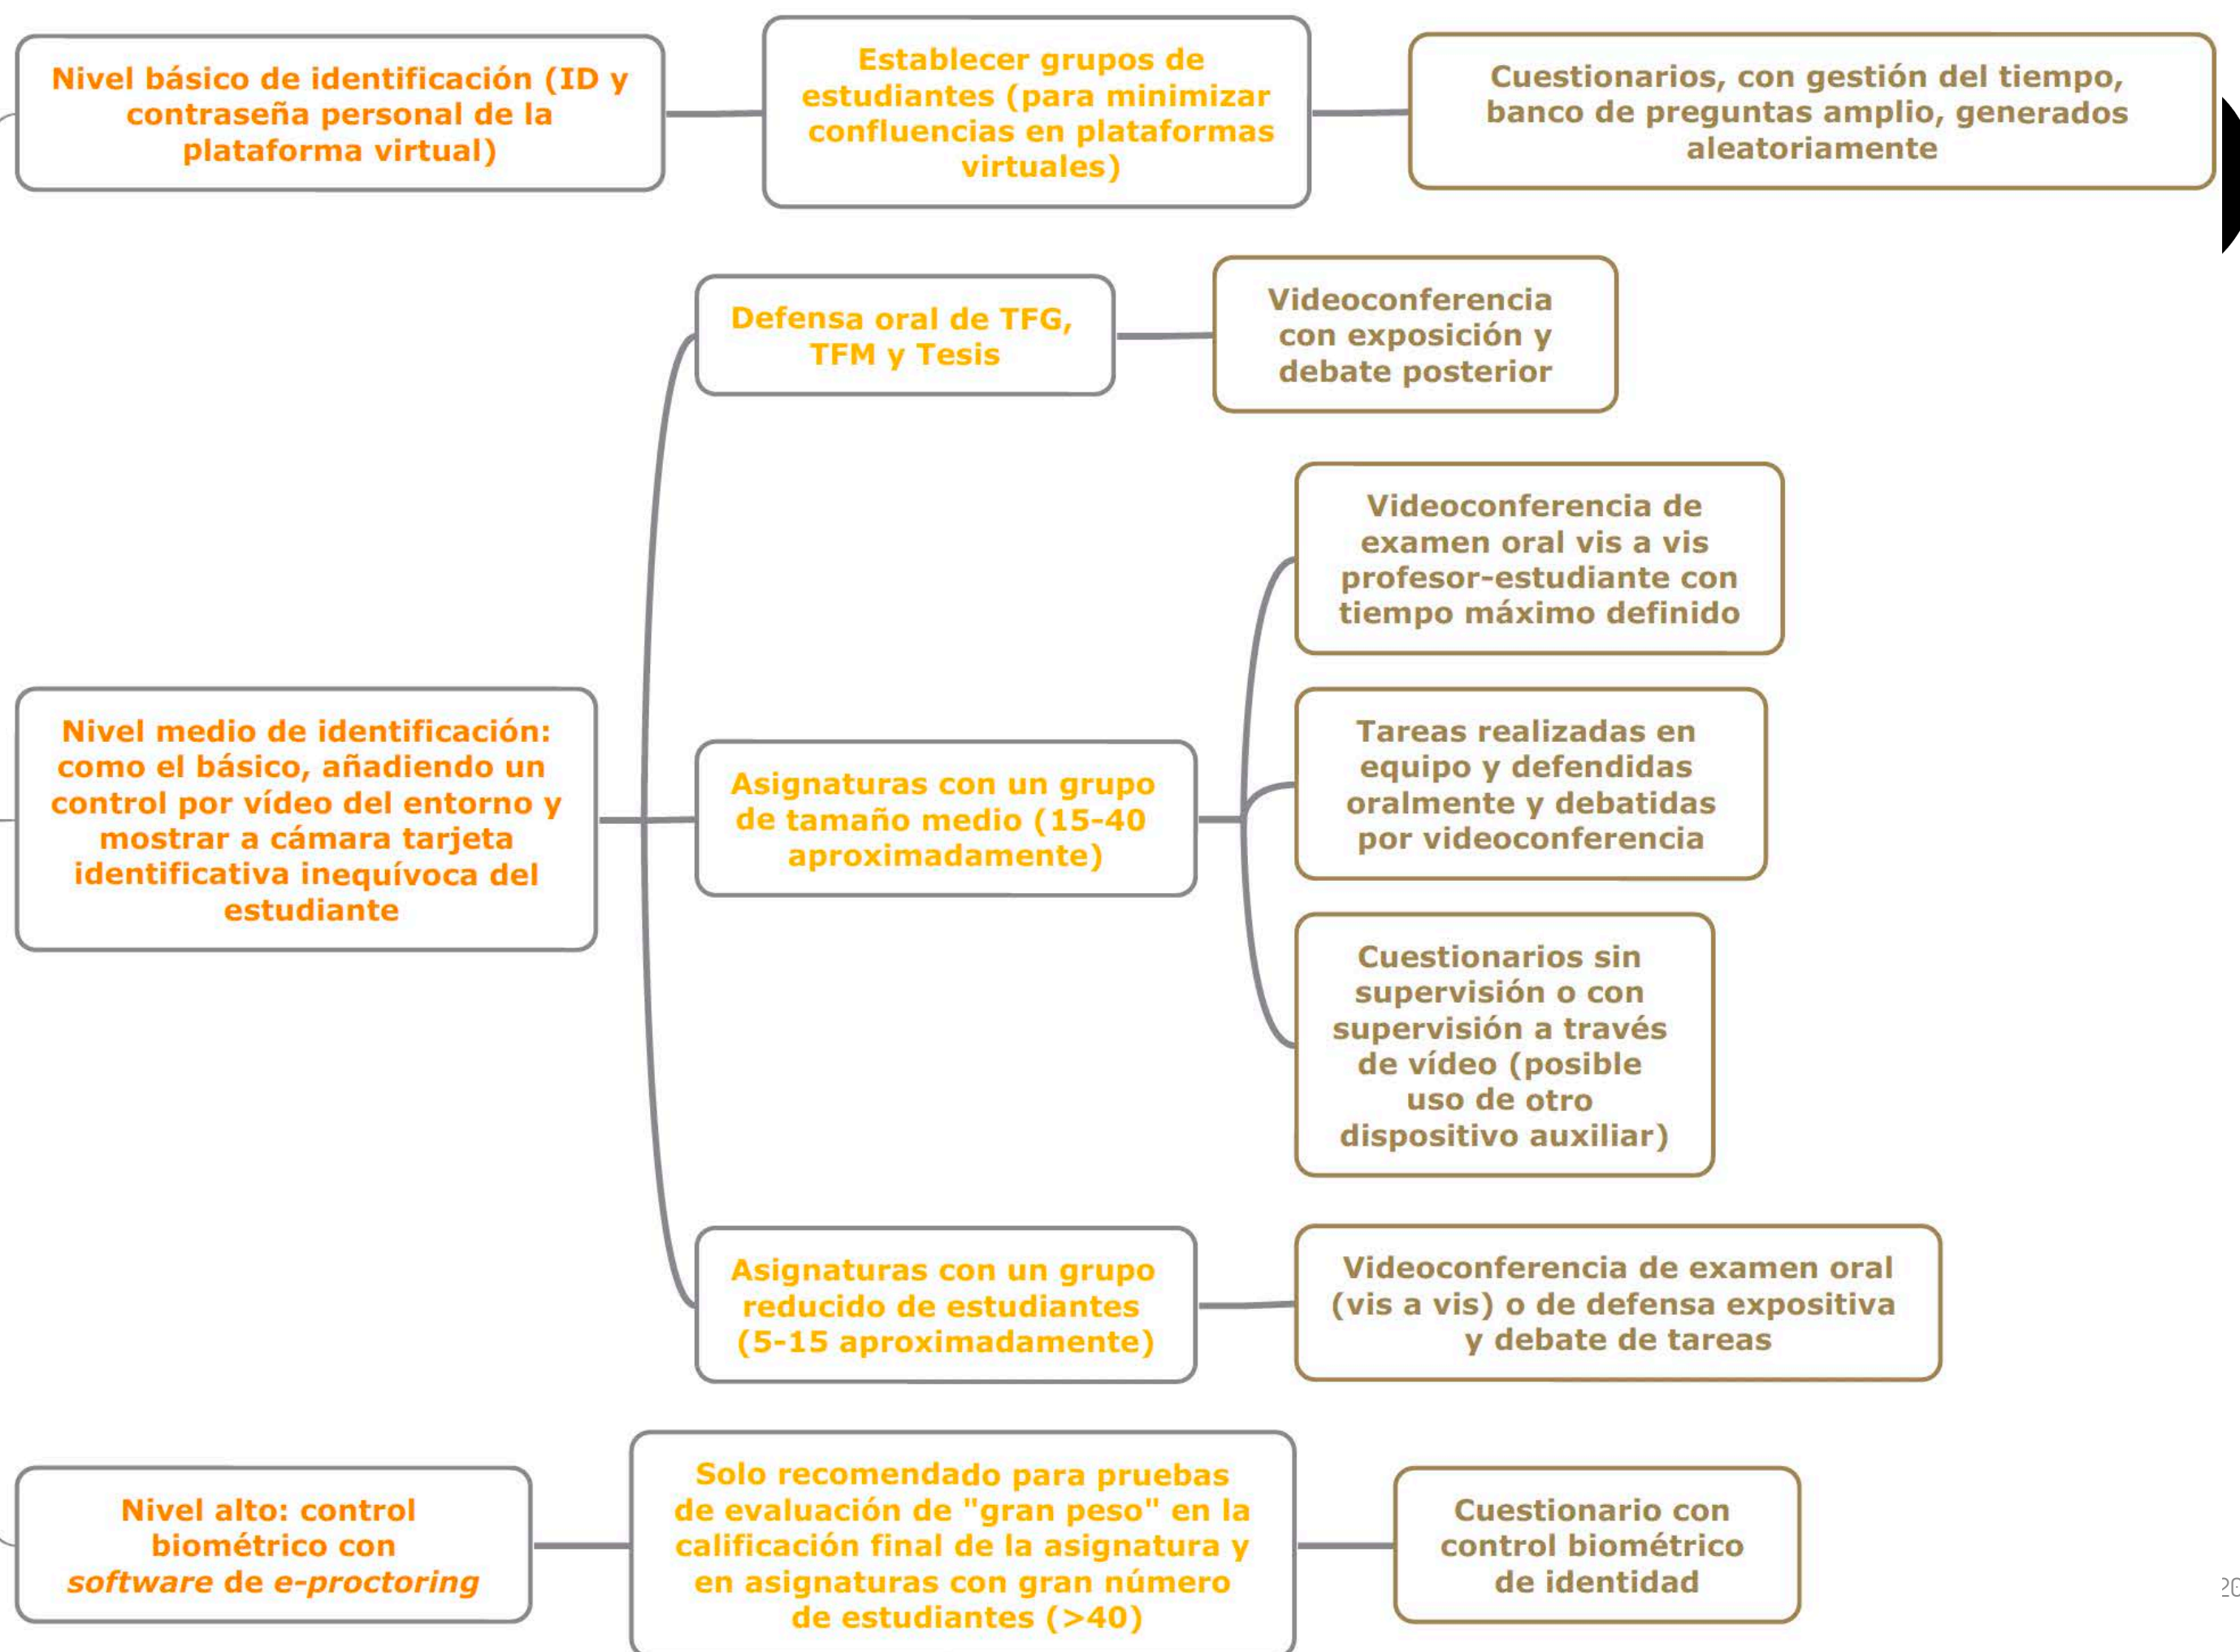 Nivel básico de identificación (ID y
contraseña personal de la
plataforma virtual)
Establecer grupos de
estudiantes (para minimizar
confluencias en plataformas
virtuales)
Cuestionarios, con gestión del tiempo,
banco de preguntas amplio, generados
aleatoriamente
Nivel medio de identificación:
como el básico, añadiendo un
control por vídeo del entorno y
mostrar a cámara tarjeta
identificativa inequívoca del
estudiante
Defensa oral de TFG,
TFM y Tesis
Videoconferencia
con exposición y
debate posterior
Asignaturas con un grupo
de tamaño medio (15-40
aproximadamente)
Videoconferencia de
examen oral vis a vis
profesor-estudiante con
tiempo máximo definido
Tareas realizadas en
equipo y defendidas
oralmente y debatidas
por videoconferencia
Cuestionarios sin
supervisión o con
supervisión a través
de vídeo (posible
uso de otro
dispositivo auxiliar)
Asignaturas con un grupo
reducido de estudiantes
(5-15 aproximadamente)
Videoconferencia de examen oral
(vis a vis) o de defensa expositiva
y debate de tareas
Nivel alto: control
biométrico con
software de e-proctoring
Solo recomendado para pruebas
de evaluación de "gran peso" en la
calificación final de la asignatura y
en asignaturas con gran número
de estudiantes (>40)
Cuestionario con
control biométrico
de identidad